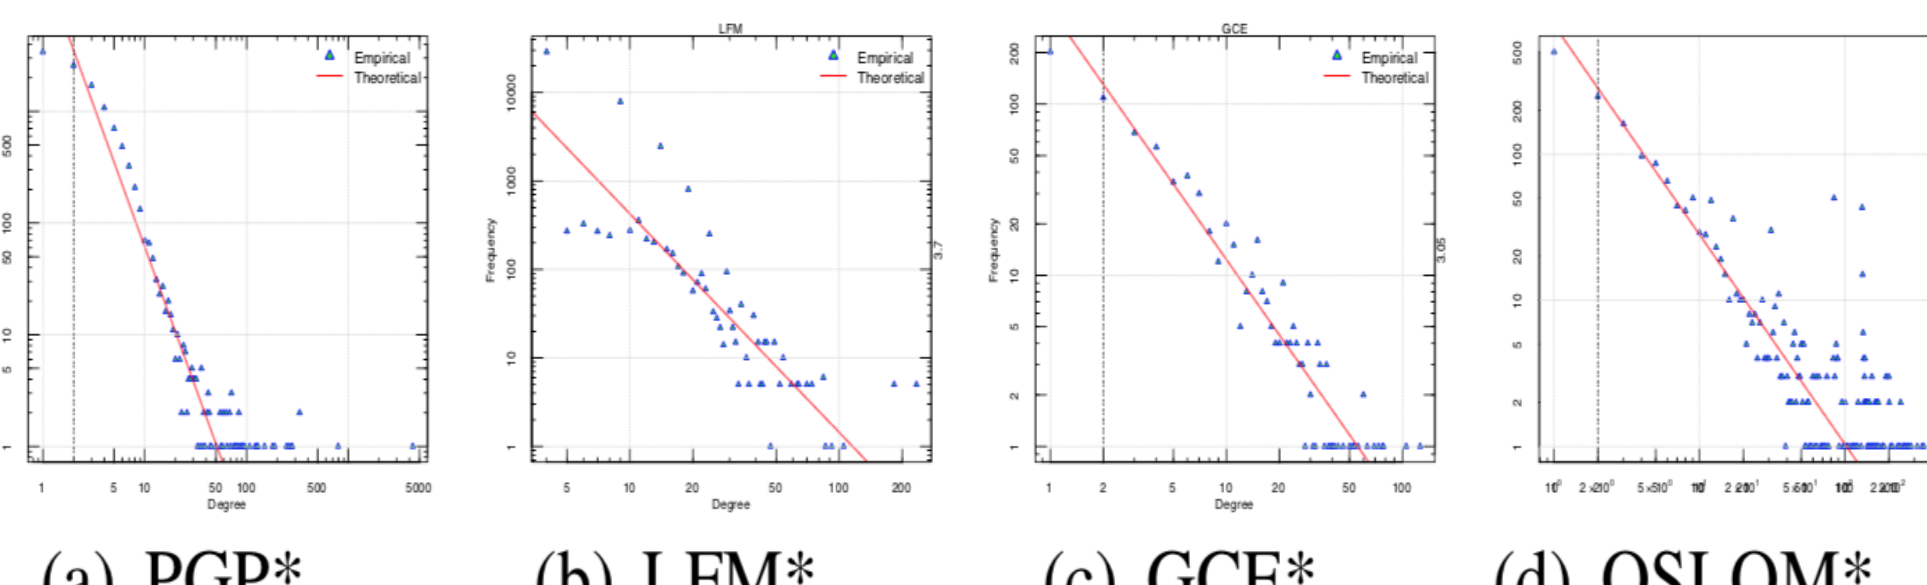 LFM
GCE
Empirical
Theoretical
Empirical
Theoretical
Empirical
Theoretical
500
100
50
10
5
1
1
5
10
50
100
500
5000
Degree
Frequency
10000
1000
100
10
1
5
10
20
50
100
200
Degree
3.7
Frequency
200
100
50
20
10
5
2
1
1
2
5
10
20
50
100
Degree
3.05
500
200
100
50
20
10
5
2
1
(a) PGP*
(b) LFM*
(c) GCE*
(d) OSLOM*